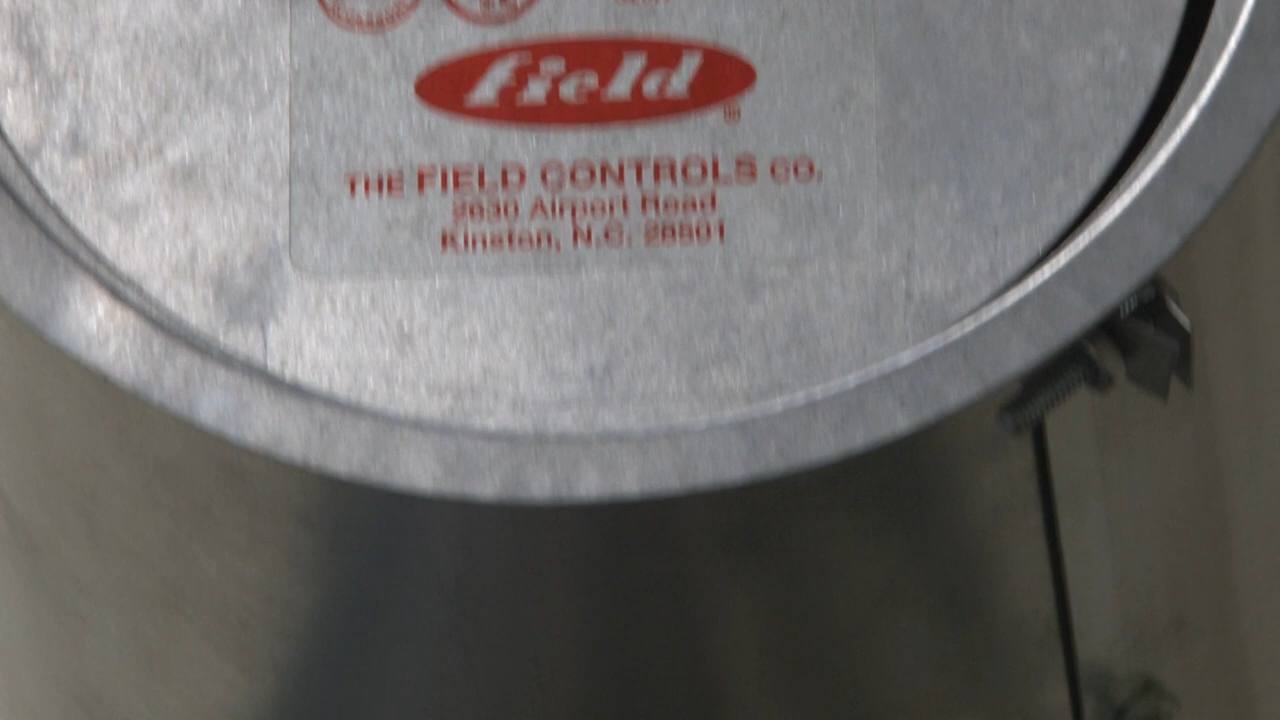 Field
THE FIELD CONTROLS CO.
2630 Airport Road
Kinston, N.C. 28501